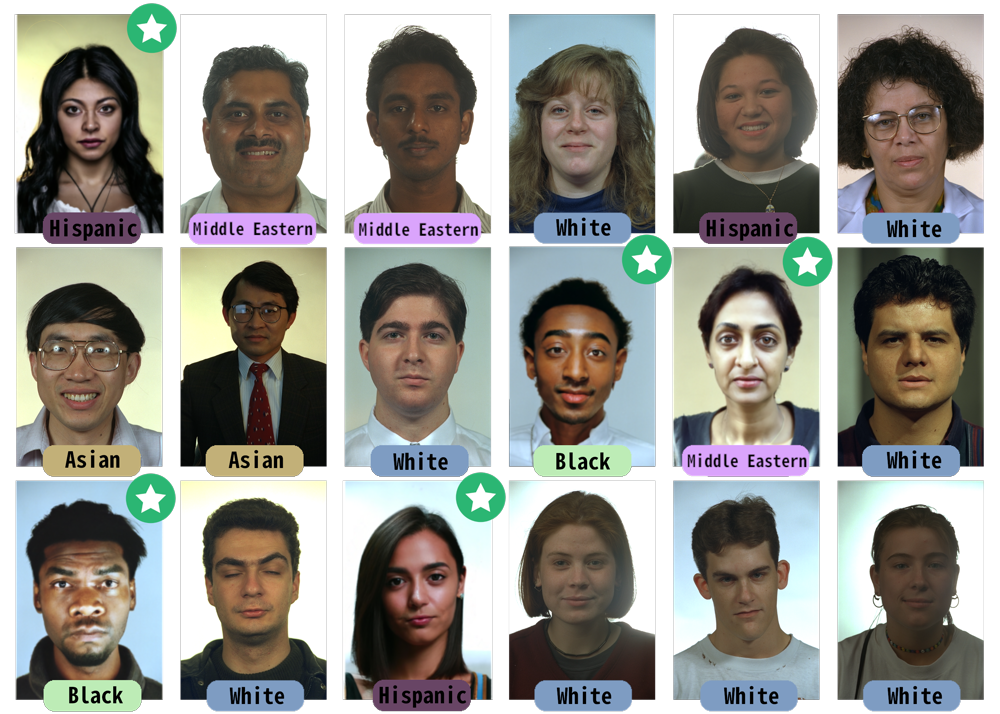 Hispanic
Middle Eastern
Middle Eastern
White
Hispanic
White
Asian
Asian
White
Black
Middle Eastern
White
Black
White
Hispanic
White
White
White